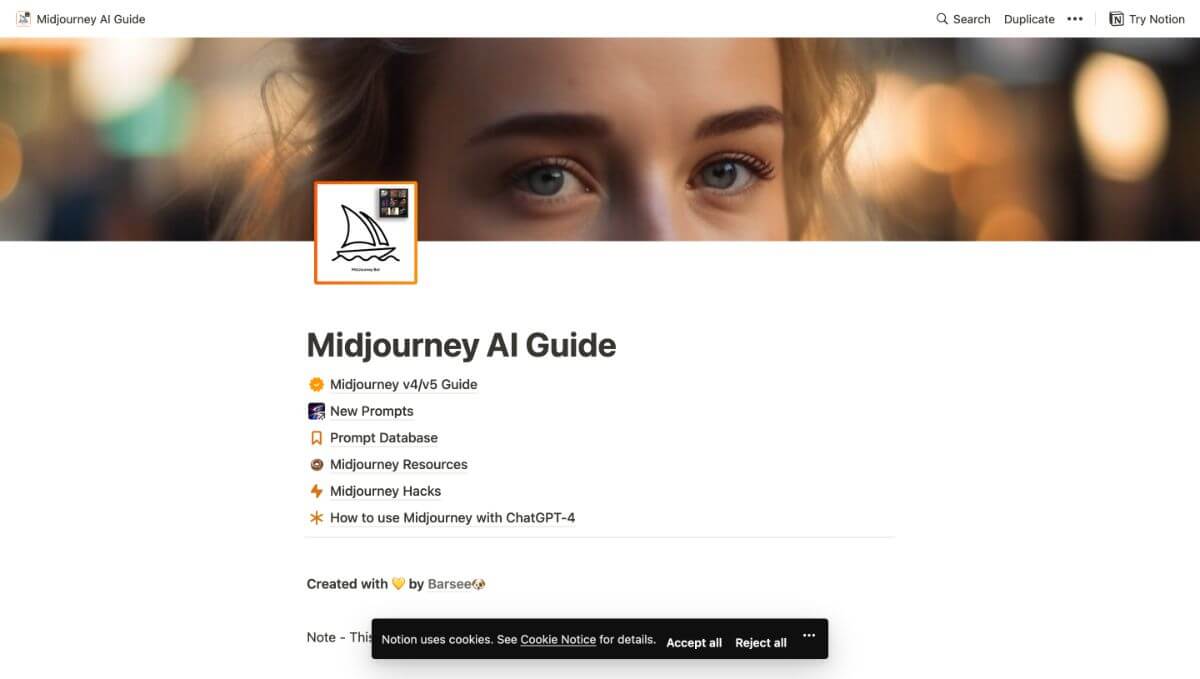 Midjourney AI Guide
Search Duplicate ••• Try Notion
Midjourney Bot
Midjourney AI Guide
Midjourney v4/v5 Guide
New Prompts
Prompt Database
Midjourney Resources
Midjourney Hacks
How to use Midjourney with ChatGPT-4
Created with 💛 by Barsee🐶
Note - This
Notion uses cookies. See Cookie Notice for details. Accept all Reject all •••